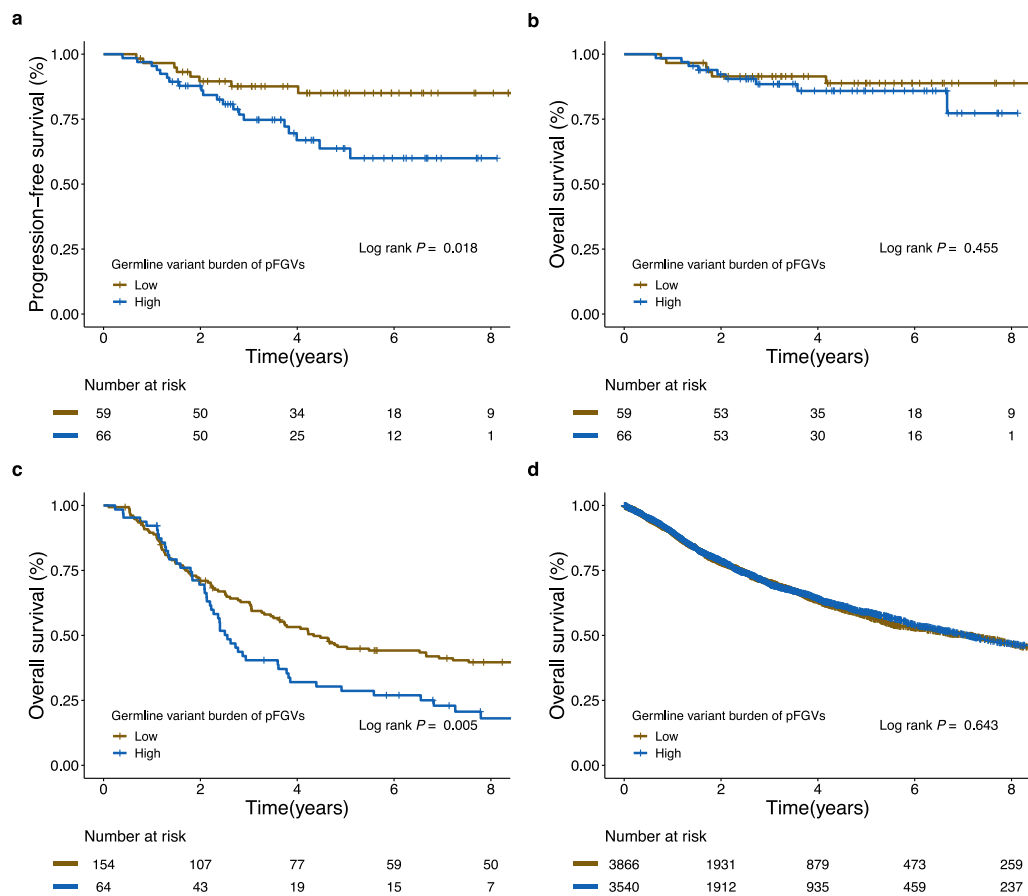 a
Progression−free survival (%)
1.00
0.75
0.50
0.25
0.00
Log rank P = 0.018
Germline variant burden of pFGVs
Low
High
0 2 4 6 8
Time(years)
Number at risk
59 50 34 18 9
66 50 25 12 1
b
Overall survival (%)
1.00
0.75
0.50
0.25
0.00
Log rank P = 0.455
Germline variant burden of pFGVs
Low
High
0 2 4 6 8
Time(years)
Number at risk
59 53 35 18 9
66 53 30 16 1
c
Overall survival (%)
1.00
0.75
0.50
0.25
0.00
Log rank P = 0.005
Germline variant burden of pFGVs
Low
High
0 2 4 6 8
Time(years)
Number at risk
154 107 77 59 50
64 43 19 15 7
d
Overall survival (%)
1.00
0.75
0.50
0.25
0.00
Log rank P = 0.643
Germline variant burden of pFGVs
Low
High
0 2 4 6 8
Time(years)
Number at risk
3866 1931 879 473 259
3540 1912 935 459 237